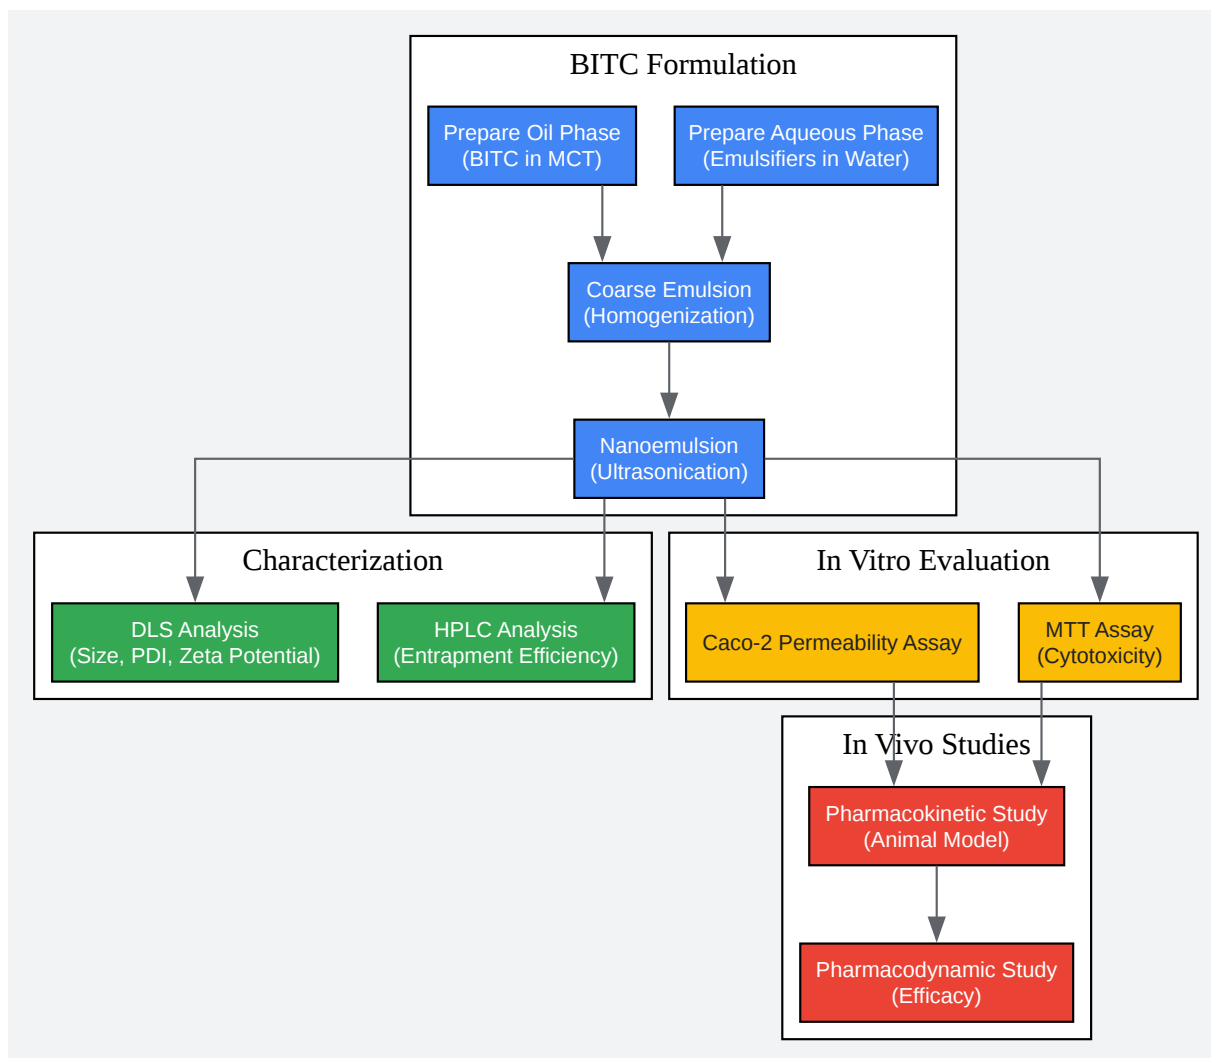 BITC Formulation
Prepare Oil Phase
(BITC in MCT)
Prepare Aqueous Phase
(Emulsifiers in Water)
Coarse Emulsion
(Homogenization)
Nanoemulsion
(Ultrasonication)
Characterization
DLS Analysis
(Size, PDI, Zeta Potential)
HPLC Analysis
(Entrapment Efficiency)
In Vitro Evaluation
Caco-2 Permeability Assay
MTT Assay
(Cytotoxicity)
In Vivo Studies
Pharmacokinetic Study
(Animal Model)
Pharmacodynamic Study
(Efficacy)